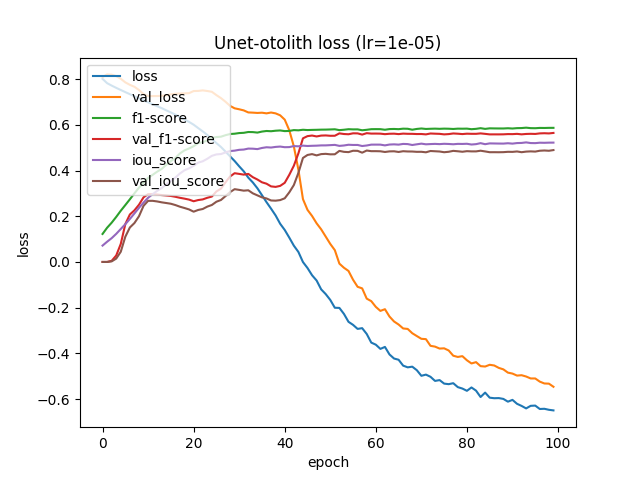 Unet-otolith loss (lr=1e-05)
loss
val_loss
f1-score
val_f1-score
iou_score
val_iou_score
0.8
0.6
0.4
0.2
0.0
−0.2
−0.4
−0.6
loss
0 20 40 60 80 100
epoch